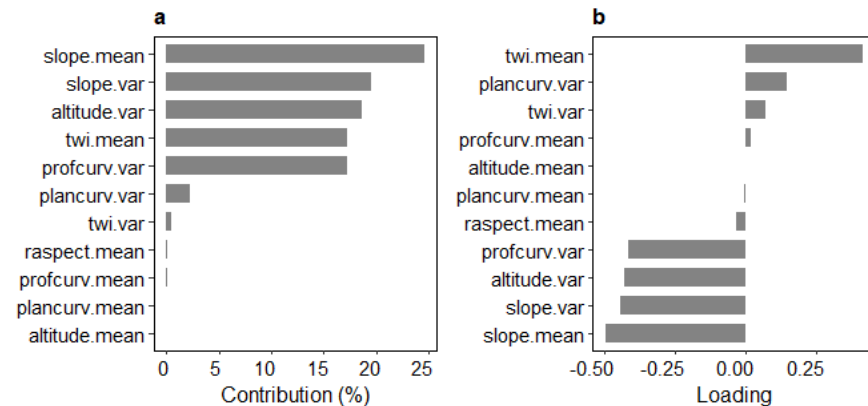 a
slope.mean
slope.var
altitude.var
twi.mean
profcurv.var
plancurv.var
twi.var
raspect.mean
profcurv.mean
plancurv.mean
altitude.mean
0 5 10 15 20 25
Contribution (%)
b
twi.mean
plancurv.var
twi.var
profcurv.mean
altitude.mean
plancurv.mean
raspect.mean
profcurv.var
altitude.var
slope.var
slope.mean
-0.50 -0.25 0.00 0.25
Loading